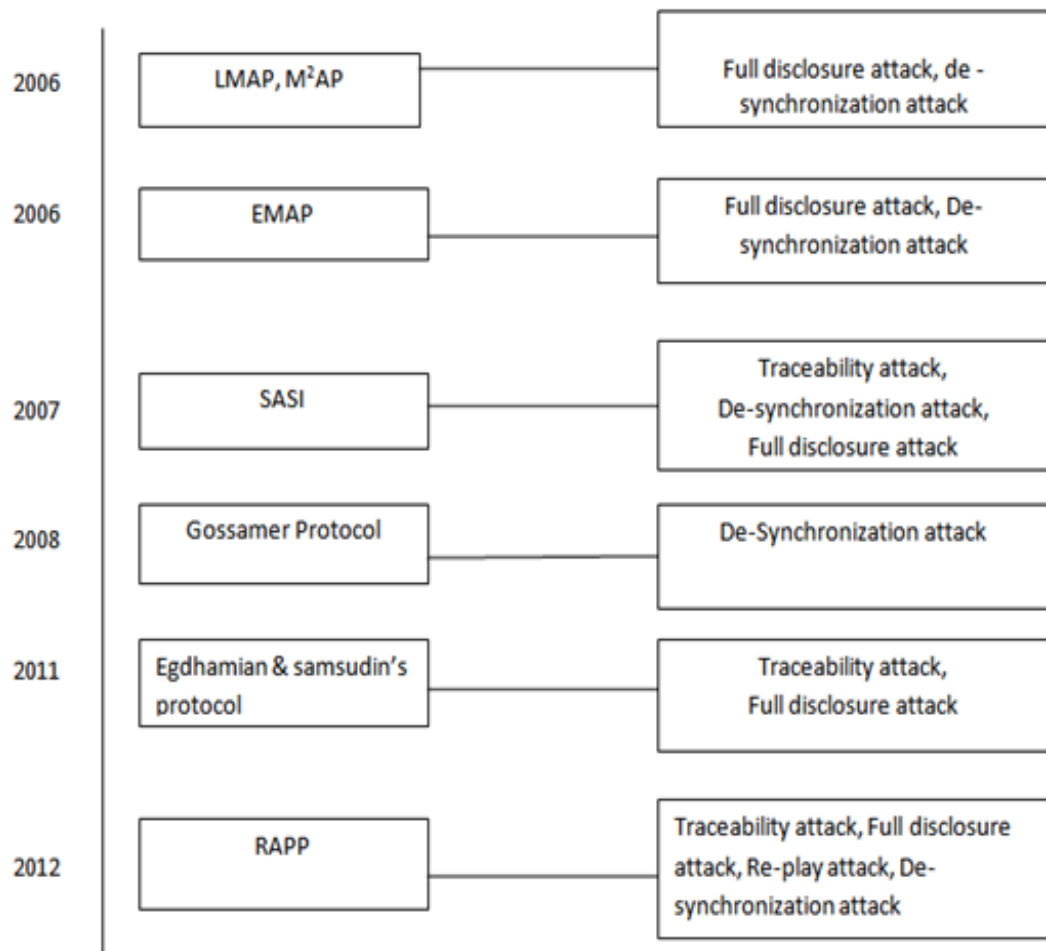 2006
LMAP, M²AP
Full disclosure attack, de -
synchronization attack
2006
EMAP
Full disclosure attack, De-
synchronization attack
2007
SASI
Traceability attack,
De-synchronization attack,
Full disclosure attack
2008
Gossamer Protocol
De-Synchronization attack
2011
Egdhamian & samsudin's
protocol
Traceability attack,
Full disclosure attack
2012
RAPP
Traceability attack, Full disclosure
attack, Re-play attack, De-
synchronization attack